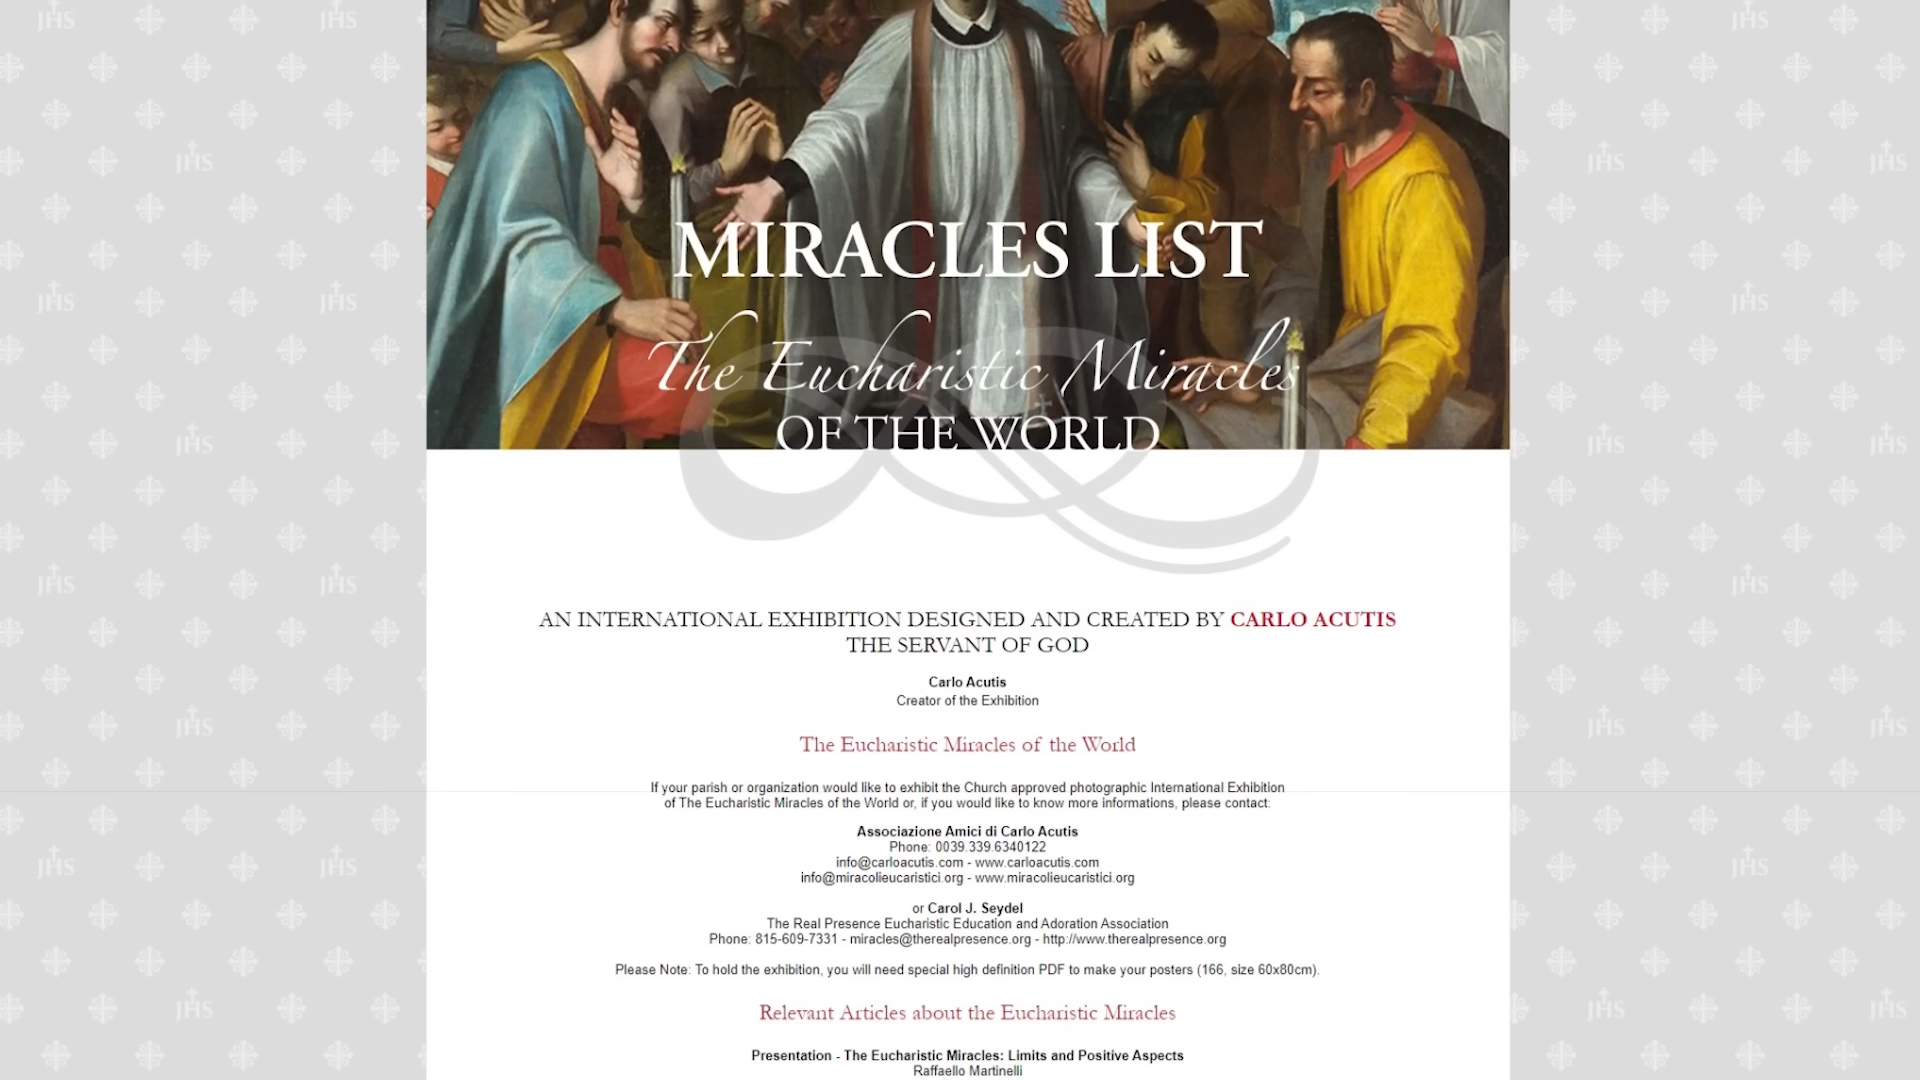 MIRACLES LIST
The Eucharistic Miracles
OF THE WORLD
AN INTERNATIONAL EXHIBITION DESIGNED AND CREATED BY CARLO ACUTIS
THE SERVANT OF GOD
Carlo Acutis
Creator of the Exhibition
The Eucharistic Miracles of the World
If your parish or organization would like to exhibit the Church approved photographic International Exhibition
of The Eucharistic Miracles of the World or, if you would like to know more informations, please contact:
Associazione Amici di Carlo Acutis
Phone: 0039.339.6340122
info@carloacutis.com - www.carloacutis.com
info@miracolieucaristici.org - www.miracolieucaristici.org
or Carol J. Seydel
The Real Presence Eucharistic Education and Adoration Association
Phone: 815-609-7331 - miracles@therealpresence.org - http://www.therealpresence.org
Please Note: To hold the exhibition, you will need special high definition PDF to make your posters (166, size 60x80cm).
Relevant Articles about the Eucharistic Miracles
Presentation - The Eucharistic Miracles: Limits and Positive Aspects
Raffaello Martinelli